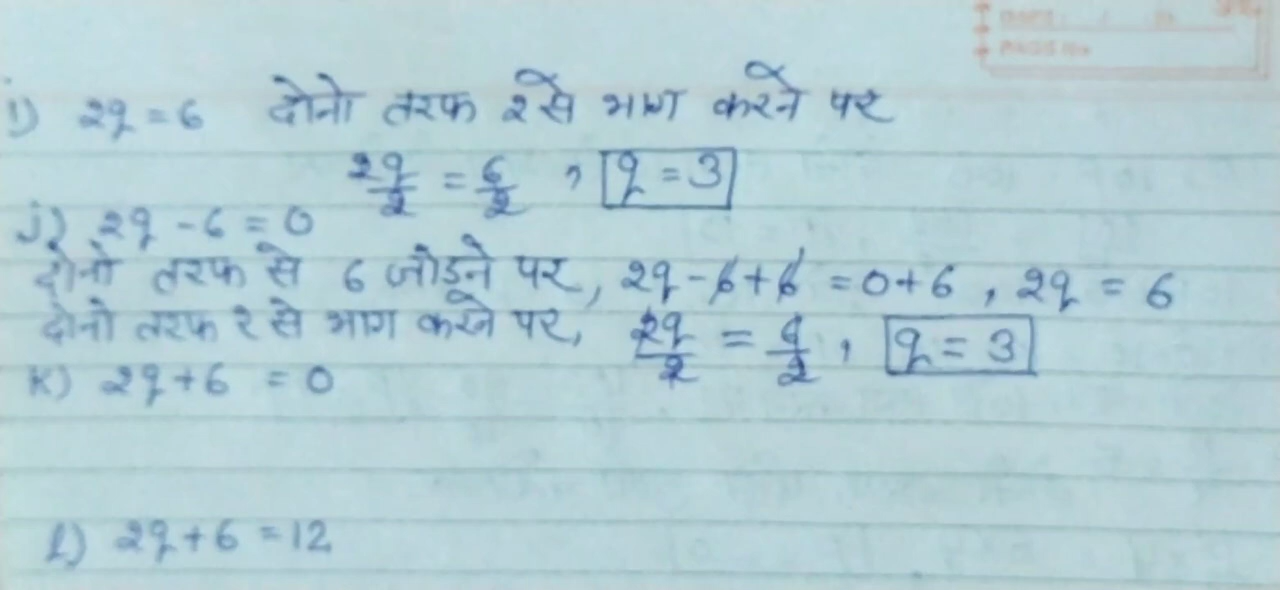 i) 2q = 6 दोनो तरफ 2 से भाग करने पर
2q/2 = 6/2 , q = 3
j) 2q - 6 = 0
दोनो तरफ से 6 जोडने पर, 2q - 6 + 6 = 0 + 6 , 2q = 6
दोनो तरफ 2 से भाग करने पर, 2q/2 = 6/2 , q = 3
K) 2q + 6 = 0
l) 2q + 6 = 12